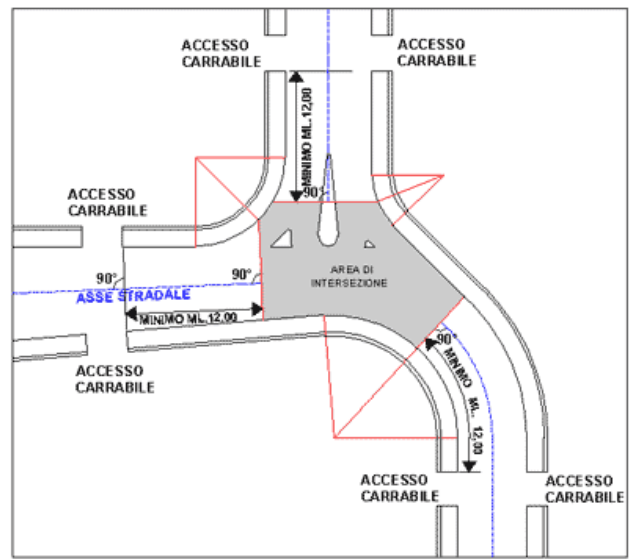 ACCESSO
CARRABILE
ACCESSO
CARRABILE
MINIMO ML.12,00
90°
ACCESSO
CARRABILE
90°
90°
ASSE STRADALE
MINIMO ML.12,00
AREA DI
INTERSEZIONE
90°
MINIMO ML. 12,00
ACCESSO
CARRABILE
ACCESSO
CARRABILE
ACCESSO
CARRABILE